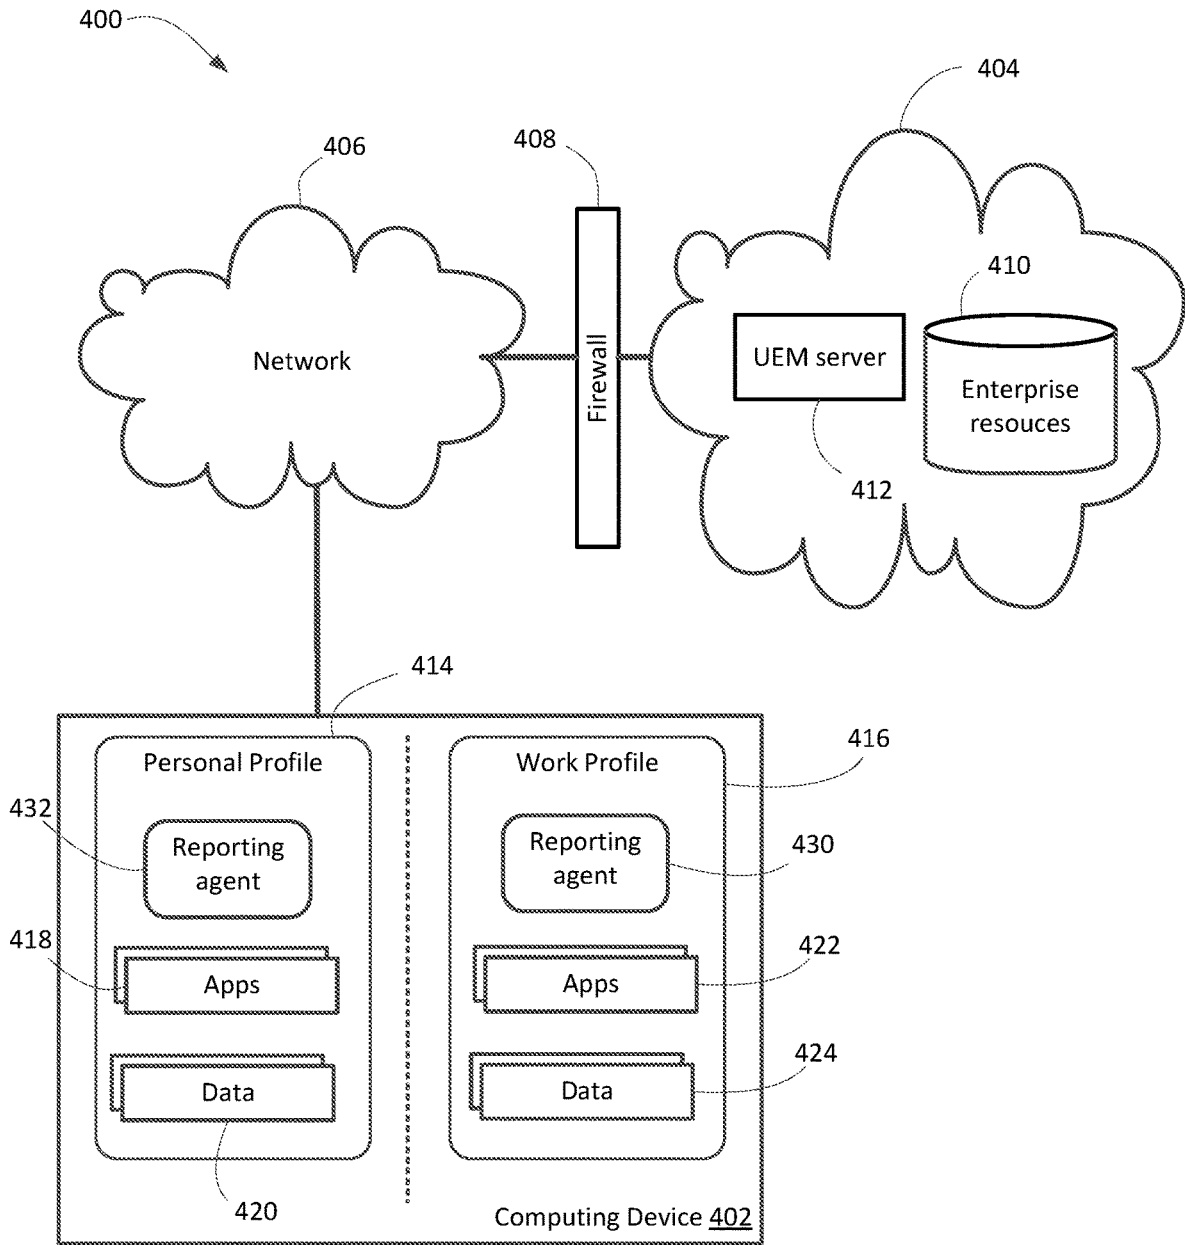 400
404
406
408
410
Network
Firewall
UEM server
Enterprise
resouces
412
414
416
Personal Profile
Work Profile
432
Reporting
agent
Reporting
agent
430
418
Apps
Apps
422
Data
Data
424
420
Computing Device 402